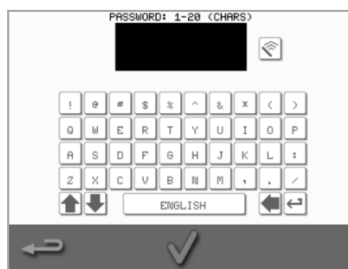 PASSWORD: 1-20 (CHARS)
! @ # $ % ^ & * ( )
Q W E R T Y U I O P
A S D F G H J K L :
Z X C V B N M , . /
ENGLISH